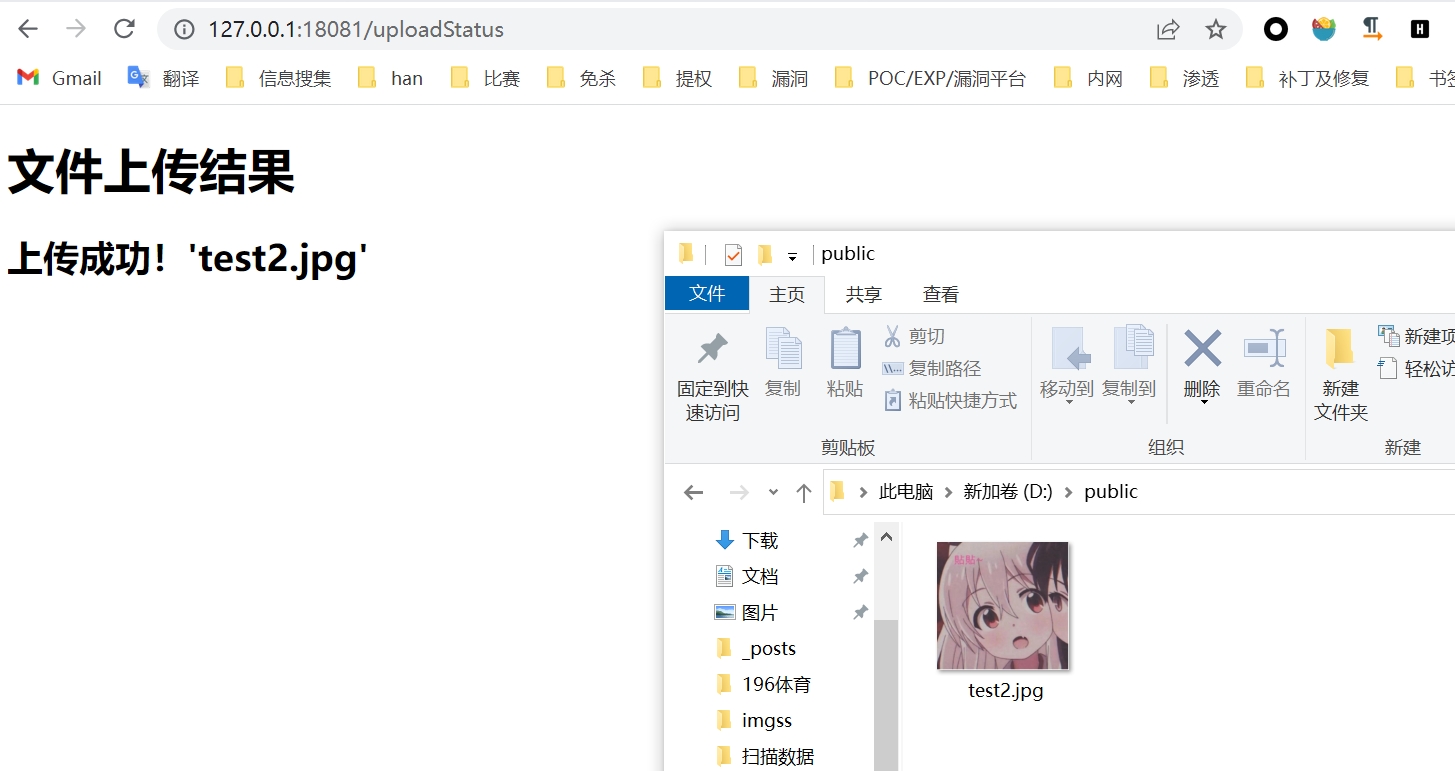 127.0.0.1:18081/uploadStatus
Gmail 翻译 信息搜集 han 比赛 免杀 提权 漏洞 POC/EXP/漏洞平台 内网 渗透 补丁及修复 书签
文件上传结果
上传成功！'test2.jpg'
public
文件 主页 共享 查看
固定到快速访问
复制
粘贴
剪切
复制路径
粘贴快捷方式
剪贴板
移动到
复制到
删除
重命名
组织
新建
文件夹
新建项
轻松访
新建
此电脑 新加卷 (D:) public
下载
文档
图片
_posts
196体育
imgss
扫描数据
贴贴~
test2.jpg